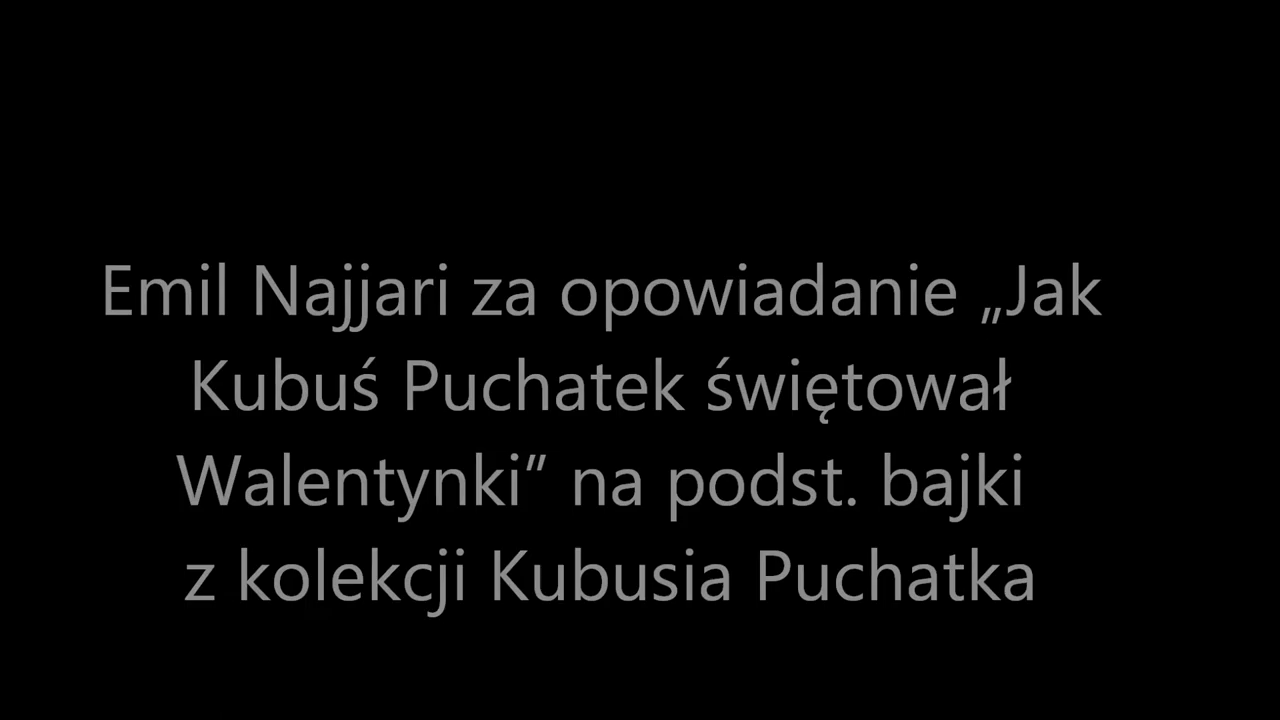 Emil Najjari za opowiadanie „Jak
Kubuś Puchatek świętował
Walentynki” na podst. bajki
z kolekcji Kubusia Puchatka